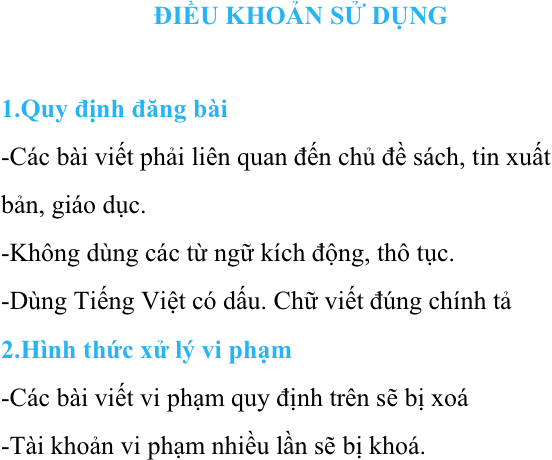 ĐIỀU KHOẢN SỬ DỤNG
1.Quy định đăng bài
-Các bài viết phải liên quan đến chủ đề sách, tin xuất
bản, giáo dục.
-Không dùng các từ ngữ kích động, thô tục.
-Dùng Tiếng Việt có dấu. Chữ viết đúng chính tả
2.Hình thức xử lý vi phạm
-Các bài viết vi phạm quy định trên sẽ bị xoá
-Tài khoản vi phạm nhiều lần sẽ bị khoá.